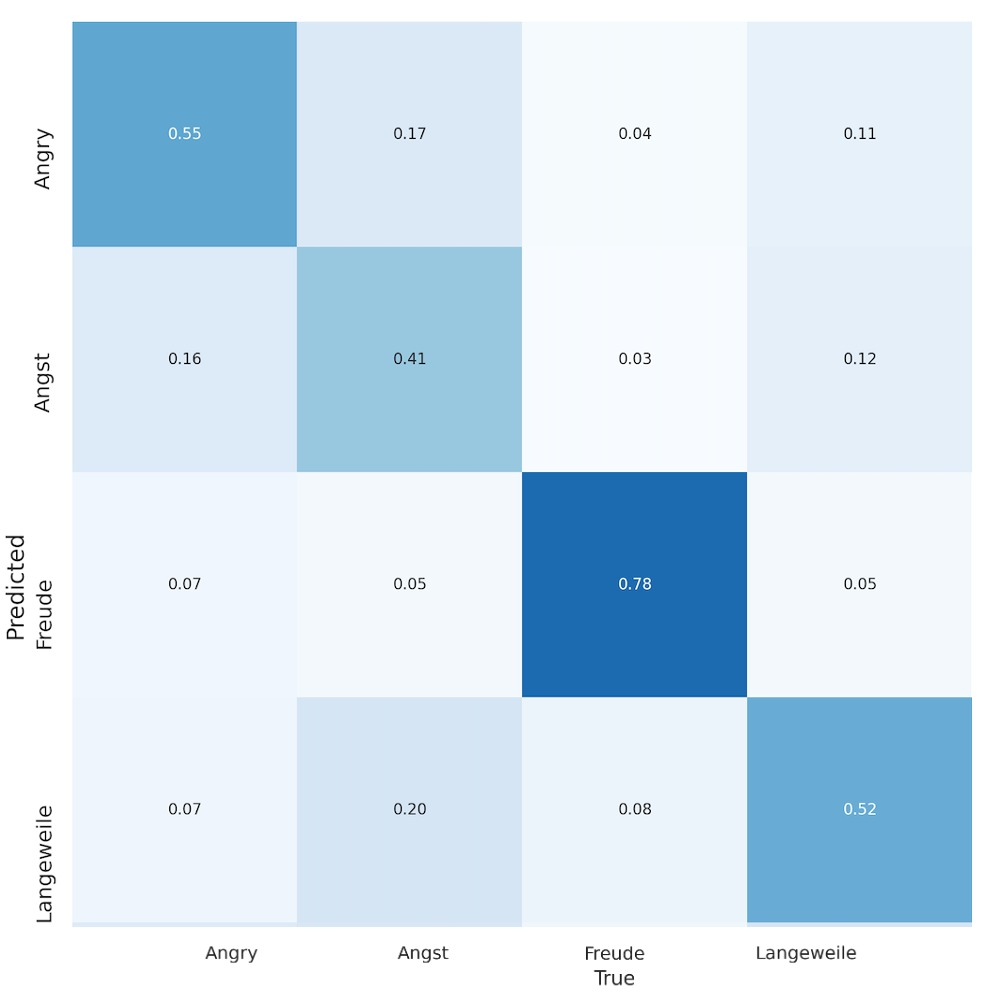 Angry
0.55 0.17 0.04 0.11
Angst
0.16 0.41 0.03 0.12
Predicted
Freude
0.07 0.05 0.78 0.05
Langeweile
0.07 0.20 0.08 0.52
Angry Angst Freude Langeweile
True